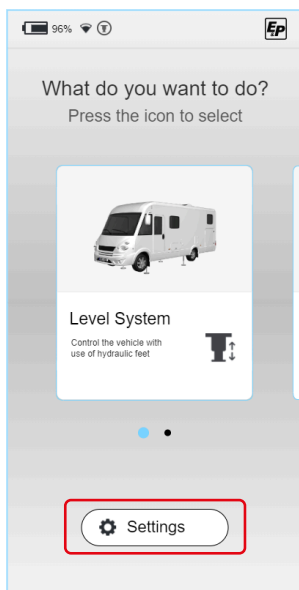 96%
E&P
What do you want to do?
Press the icon to select
Level System
Control the vehicle with
use of hydraulic feet
Settings